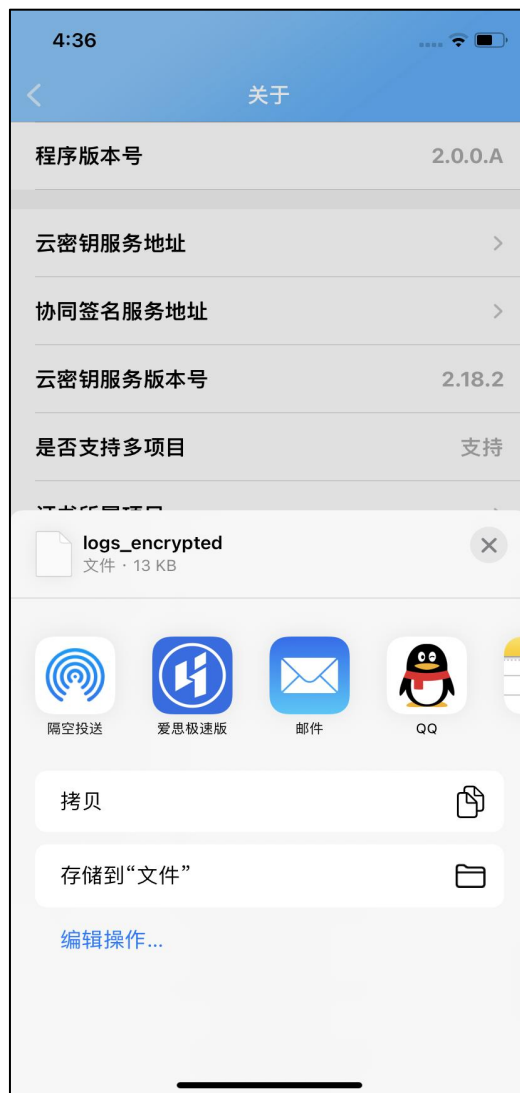 4:36
关于
程序版本号 2.0.0.A
云密钥服务地址
协同签名服务地址
云密钥服务版本号 2.18.2
是否支持多项目 支持
logs_encrypted
文件 · 13 KB
隔空投送 爱思极速版 邮件 QQ
拷贝
存储到“文件”
编辑操作...